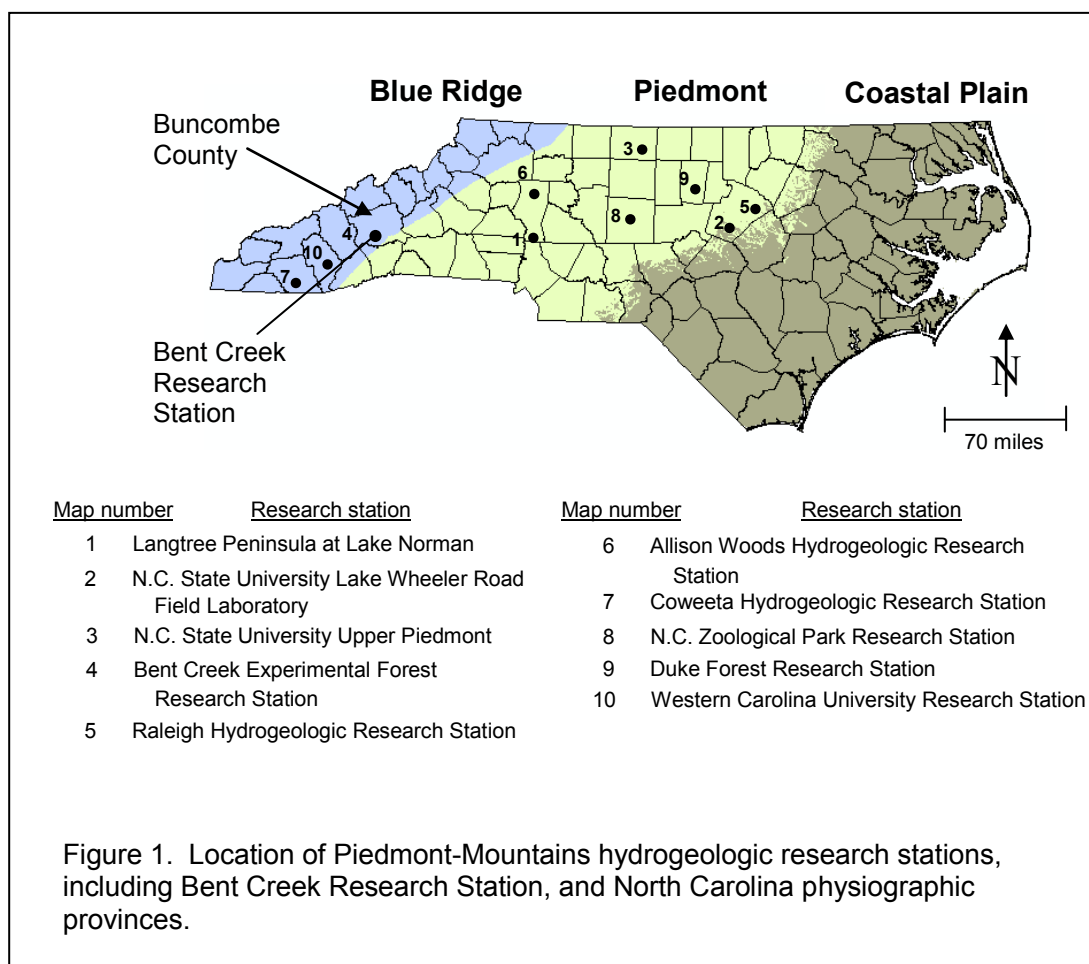 Blue Ridge
Piedmont
Coastal Plain
Buncombe
County
3
6
9
5
8
2
4
1
10
7
Bent Creek
Research
Station
N
70 miles
Map number Research station
1 Langtree Peninsula at Lake Norman
2 N.C. State University Lake Wheeler Road
Field Laboratory
3 N.C. State University Upper Piedmont
4 Bent Creek Experimental Forest
Research Station
5 Raleigh Hydrogeologic Research Station
Map number Research station
6 Allison Woods Hydrogeologic Research
Station
7 Coweeta Hydrogeologic Research Station
8 N.C. Zoological Park Research Station
9 Duke Forest Research Station
10 Western Carolina University Research Station
Figure 1. Location of Piedmont-Mountains hydrogeologic research stations,
including Bent Creek Research Station, and North Carolina physiographic
provinces.